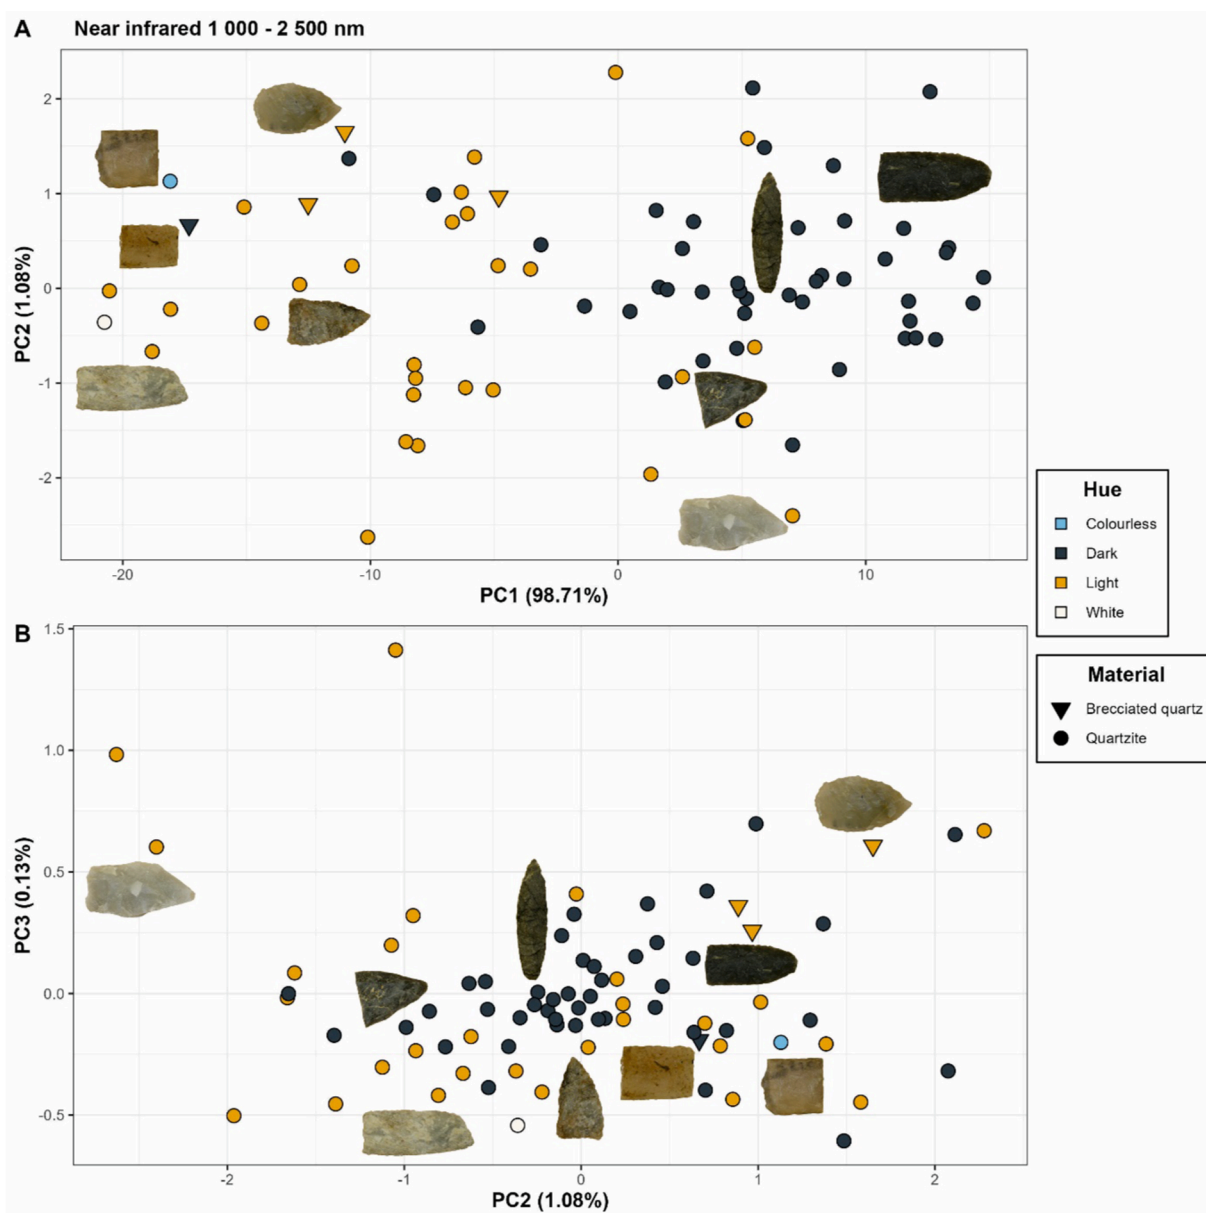 A
Near infrared 1 000 - 2 500 nm
PC2 (1.08%)
2
1
0
-1
-2
-20
-10
0
10
PC1 (98.71%)
Hue
Colourless
Dark
Light
White
Material
Brecciated quartz
Quartzite
B
PC3 (0.13%)
1.5
1.0
0.5
0.0
-0.5
-2
-1
0
1
2
PC2 (1.08%)